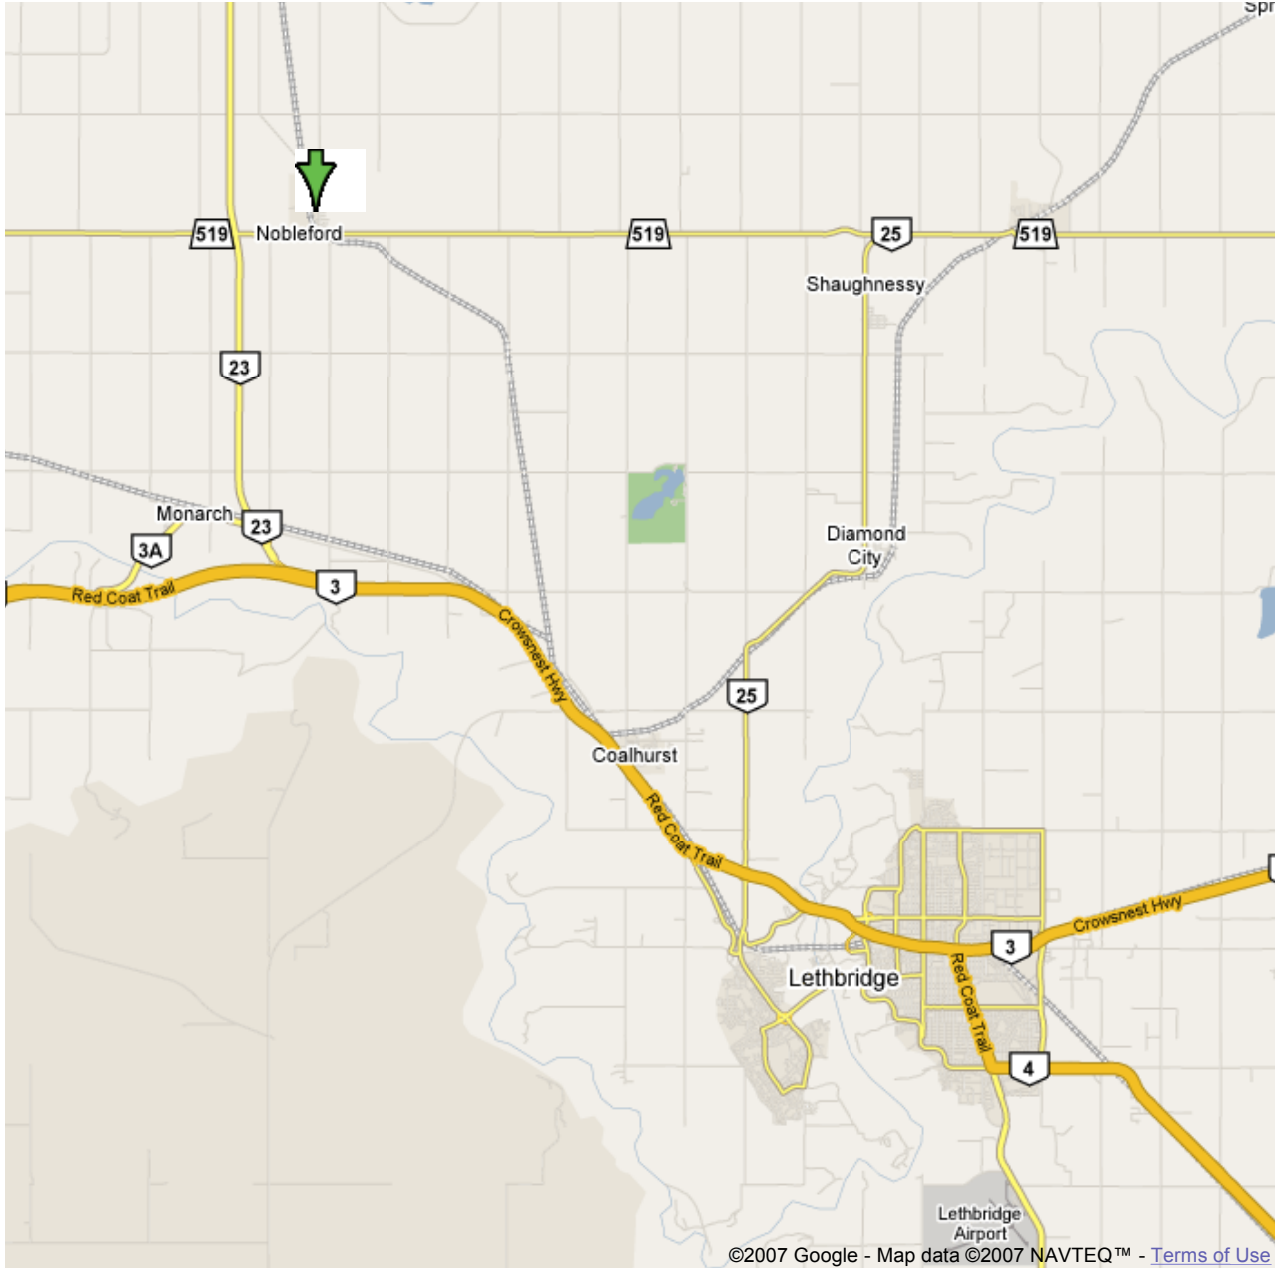 Spr
519
Nobleford
519
25
519
Shaughnessy
23
Monarch
23
3A
Diamond
City
3
Red Coat Trail
Crowsnest Hwy
25
Coalhurst
Red Coat Trail
Crowsnest Hwy
3
Lethbridge
Red Coat Trail
4
Lethbridge
Airport
©2007 Google - Map data ©2007 NAVTEQ™ - Terms of Use